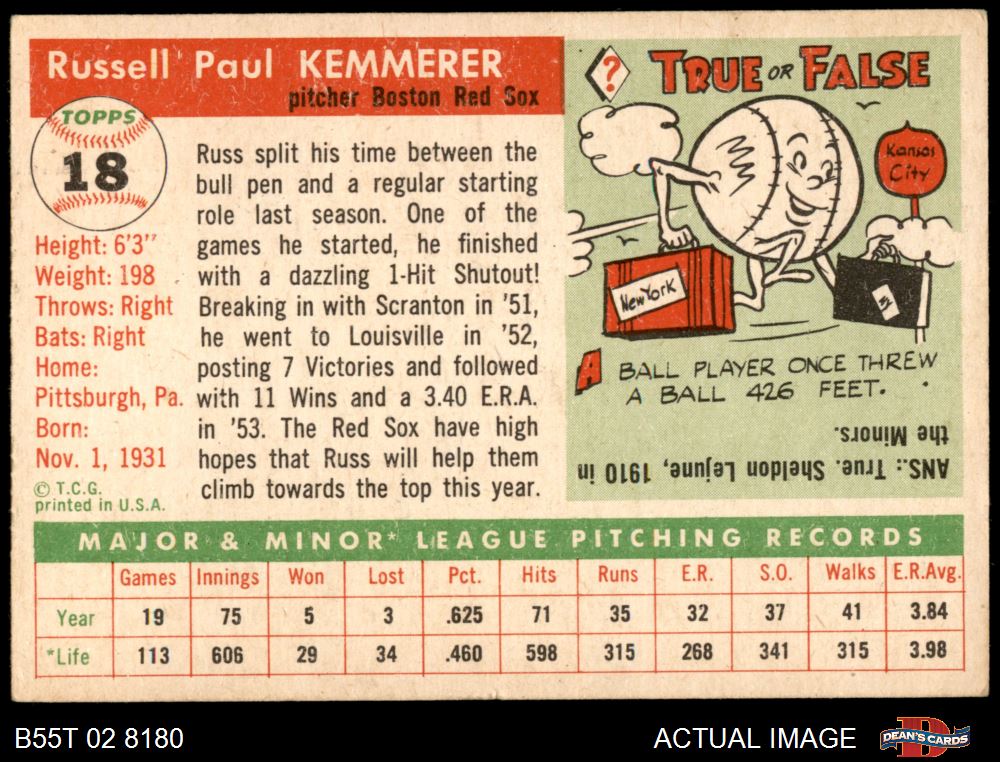 Russell Paul KEMMERER
pitcher Boston Red Sox
TOPPS
18
Height: 6'3"
Weight: 198
Throws: Right
Bats: Right
Home:
Pittsburgh, Pa.
Born:
Nov. 1, 1931
© T.C.G.
printed in U.S.A.
Russ split his time between the
bull pen and a regular starting
role last season. One of the
games he started, he finished
with a dazzling 1-Hit Shutout!
Breaking in with Scranton in '51,
he went to Louisville in '52,
posting 7 Victories and followed
with 11 Wins and a 3.40 E.R.A.
in '53. The Red Sox have high
hopes that Russ will help them
climb towards the top this year.
? TRUE OR FALSE
Kansas
City
New York
A BALL PLAYER ONCE THREW
A BALL 426 FEET.
ANS.: True. Sheldon Lejune, 1910 in
the Minors.
MAJOR & MINOR* LEAGUE PITCHING RECORDS
Games Innings Won Lost Pct. Hits Runs E.R. S.O. Walks E.R.Avg.
Year 19 75 5 3 .625 71 35 32 37 41 3.84
*Life 113 606 29 34 .460 598 315 268 341 315 3.98
B55T 02 8180
ACTUAL IMAGE
D
DEAN'S CARDS